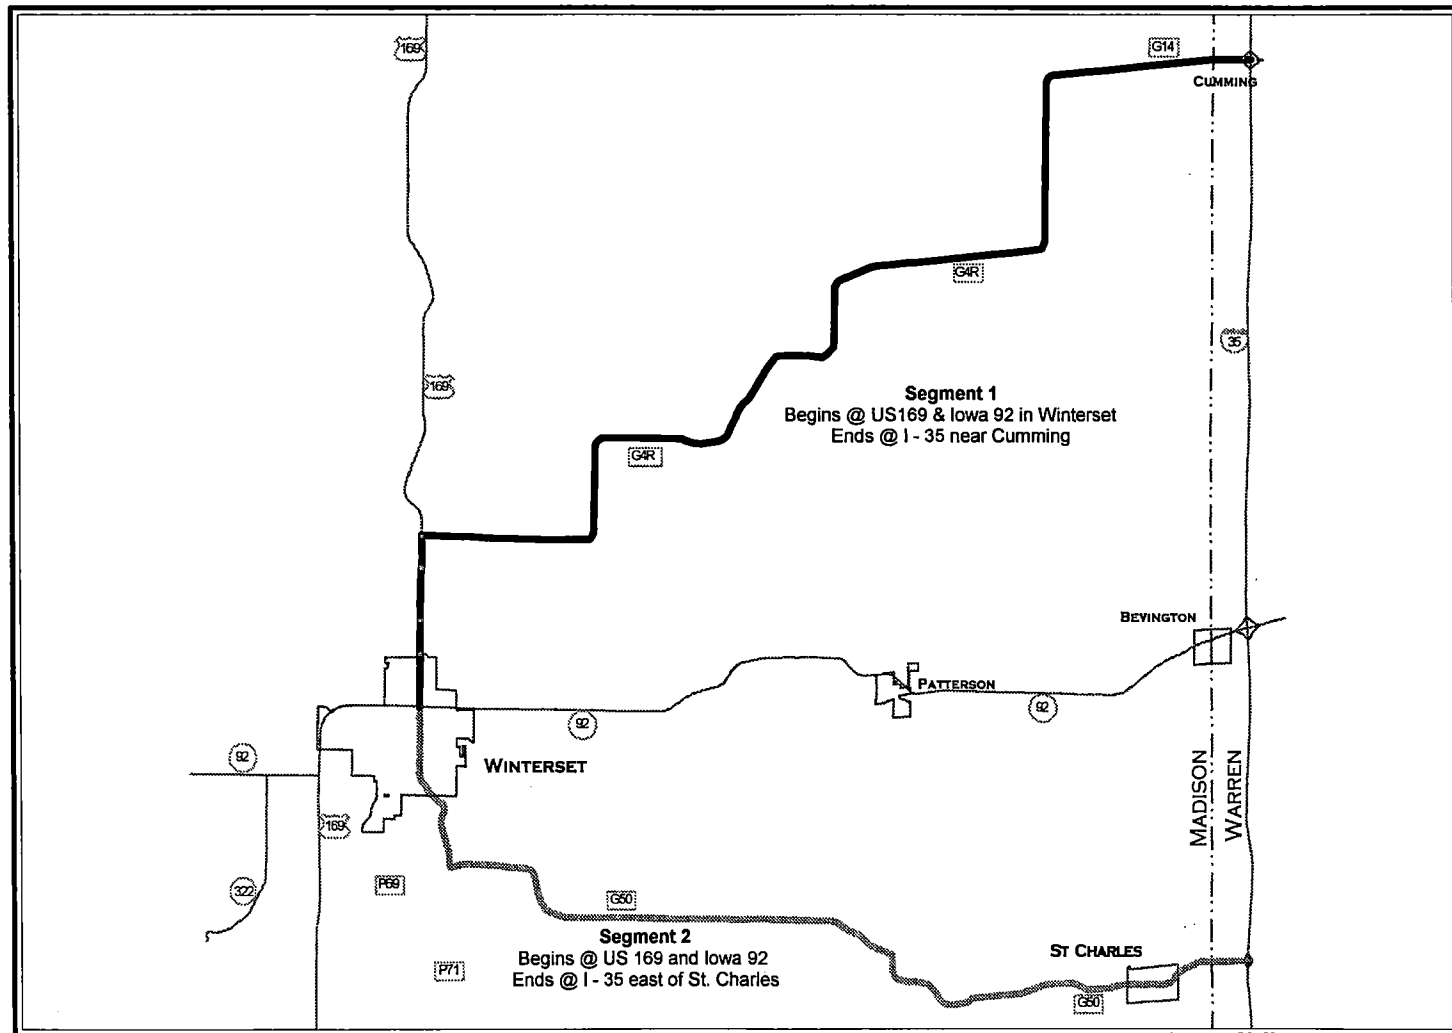 169
G14
CUMMING
G4R
35
169
Segment 1
Begins @ US169 & Iowa 92 in Winterset
Ends @ I - 35 near Cumming
G4R
BEVINGTON
PATTERSON
92
92
92
WINTERSET
MADISON
WARREN
169
P69
322
G50
Segment 2
Begins @ US 169 and Iowa 92
Ends @ I - 35 east of St. Charles
P71
ST CHARLES
G50